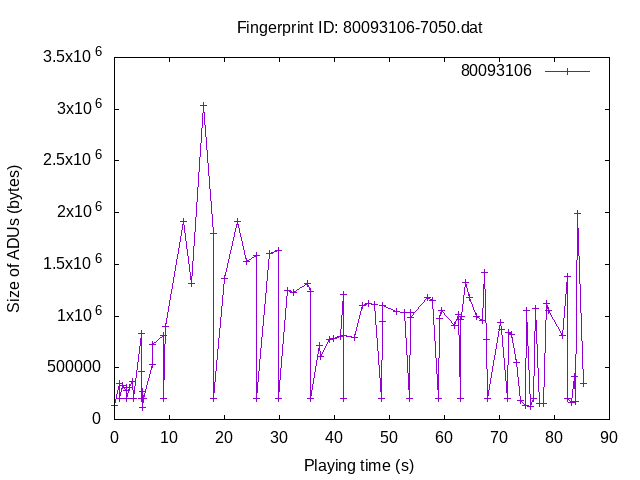 Fingerprint ID: 80093106-7050.dat
80093106
Size of ADUs (bytes)
3.5x10^6
3x10^6
2.5x10^6
2x10^6
1.5x10^6
1x10^6
500000
0
0 10 20 30 40 50 60 70 80 90
Playing time (s)